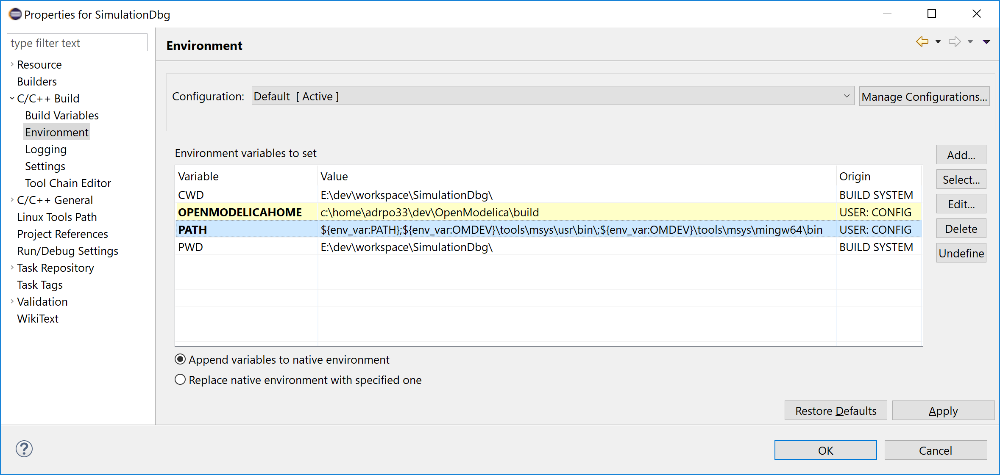 Properties for SimulationDbg
type filter text
Resource
Builders
C/C++ Build
Build Variables
Environment
Logging
Settings
Tool Chain Editor
C/C++ General
Linux Tools Path
Project References
Run/Debug Settings
Task Repository
Task Tags
Validation
WikiText
Environment
Configuration: Default [ Active ] Manage Configurations...
Environment variables to set
Variable Value Origin
CWD E:\dev\workspace\SimulationDbg\ BUILD SYSTEM
OPENMODELICAHOME c:\home\adrpo33\dev\OpenModelica\build USER: CONFIG
PATH ${env_var:PATH};${env_var:OMDEV}\tools\msys\usr\bin\;${env_var:OMDEV}\tools\msys\mingw64\bin USER: CONFIG
PWD E:\dev\workspace\SimulationDbg\ BUILD SYSTEM
Add...
Select...
Edit...
Delete
Undefine
Append variables to native environment
Replace native environment with specified one
Restore Defaults Apply
? OK Cancel